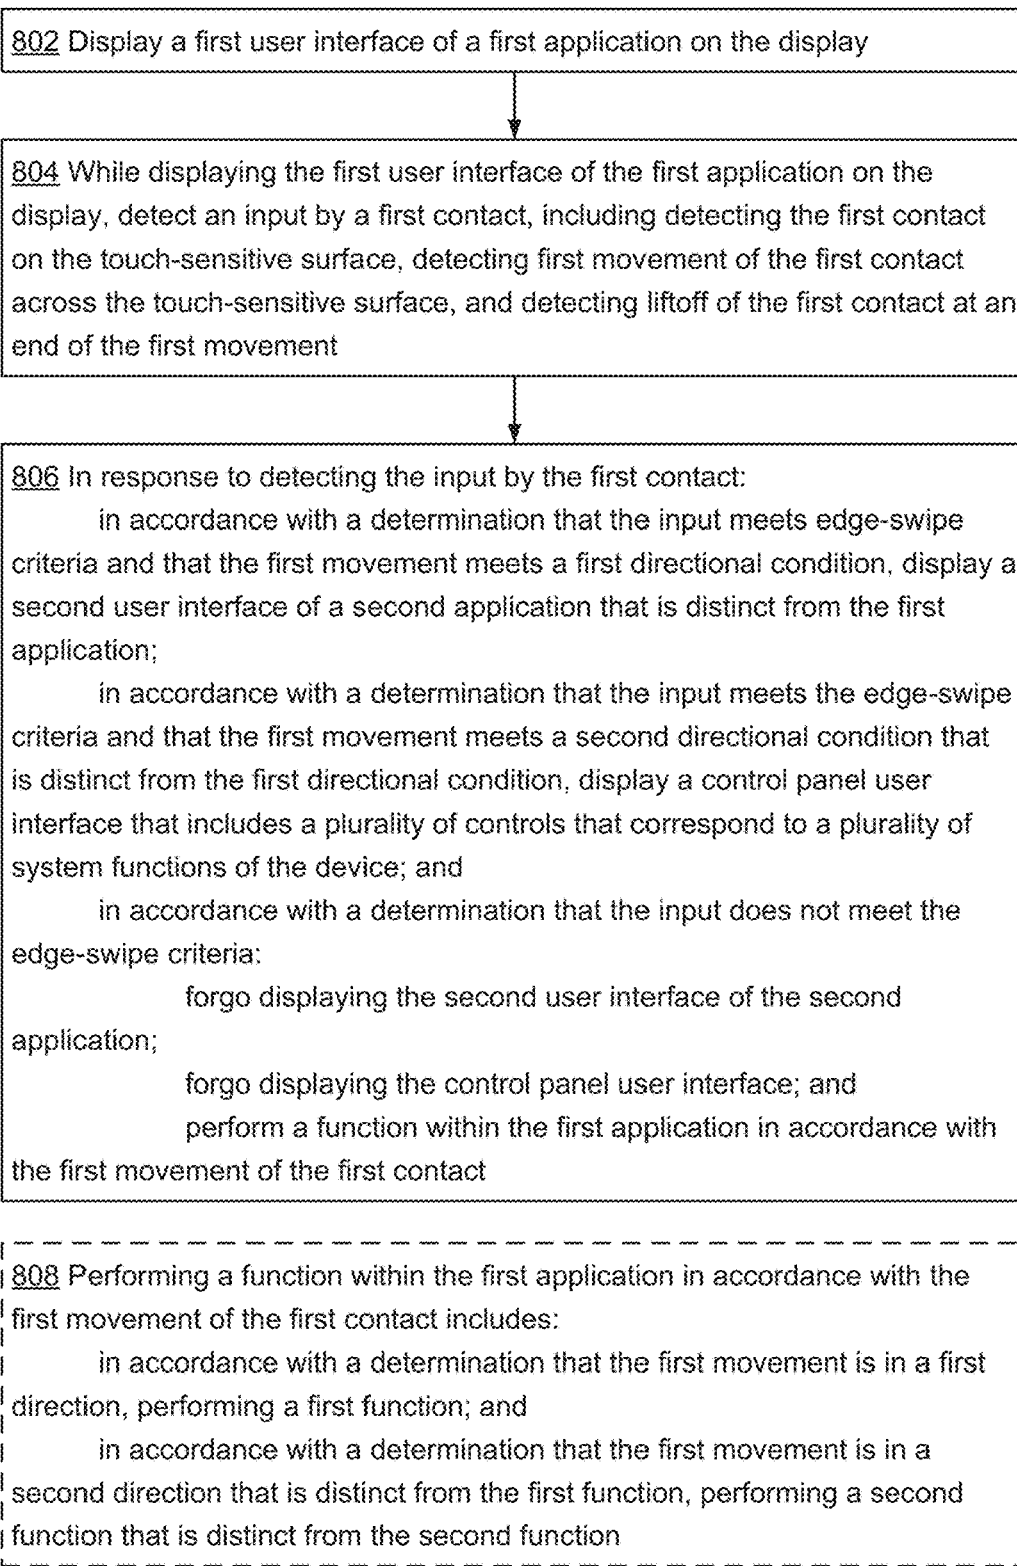 802 Display a first user interface of a first application on the display
804 While displaying the first user interface of the first application on the
display, detect an input by a first contact, including detecting the first contact
on the touch-sensitive surface, detecting first movement of the first contact
across the touch-sensitive surface, and detecting liftoff of the first contact at an
end of the first movement
806 In response to detecting the input by the first contact:
in accordance with a determination that the input meets edge-swipe
criteria and that the first movement meets a first directional condition, display a
second user interface of a second application that is distinct from the first
application;
in accordance with a determination that the input meets the edge-swipe
criteria and that the first movement meets a second directional condition that
is distinct from the first directional condition, display a control panel user
interface that includes a plurality of controls that correspond to a plurality of
system functions of the device; and
in accordance with a determination that the input does not meet the
edge-swipe criteria:
forgo displaying the second user interface of the second
application;
forgo displaying the control panel user interface; and
perform a function within the first application in accordance with
the first movement of the first contact
808 Performing a function within the first application in accordance with the
first movement of the first contact includes:
in accordance with a determination that the first movement is in a first
direction, performing a first function; and
in accordance with a determination that the first movement is in a
second direction that is distinct from the first function, performing a second
function that is distinct from the second function